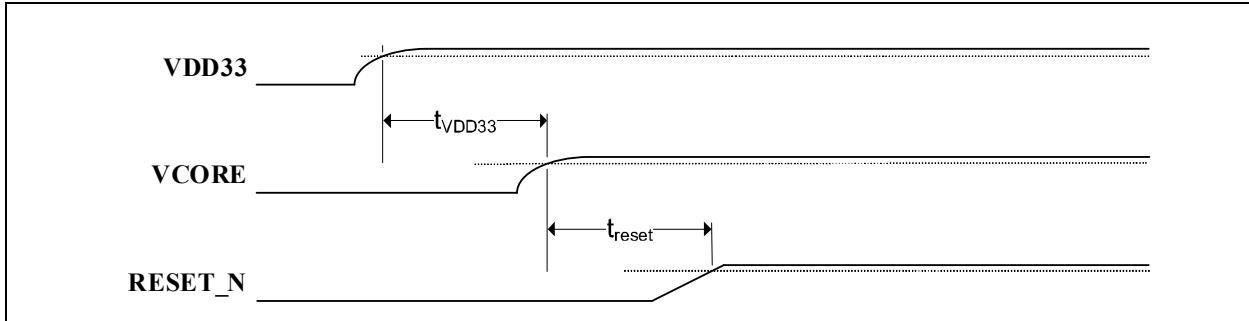 VDD33
tVDD33
VCORE
treset
RESET_N